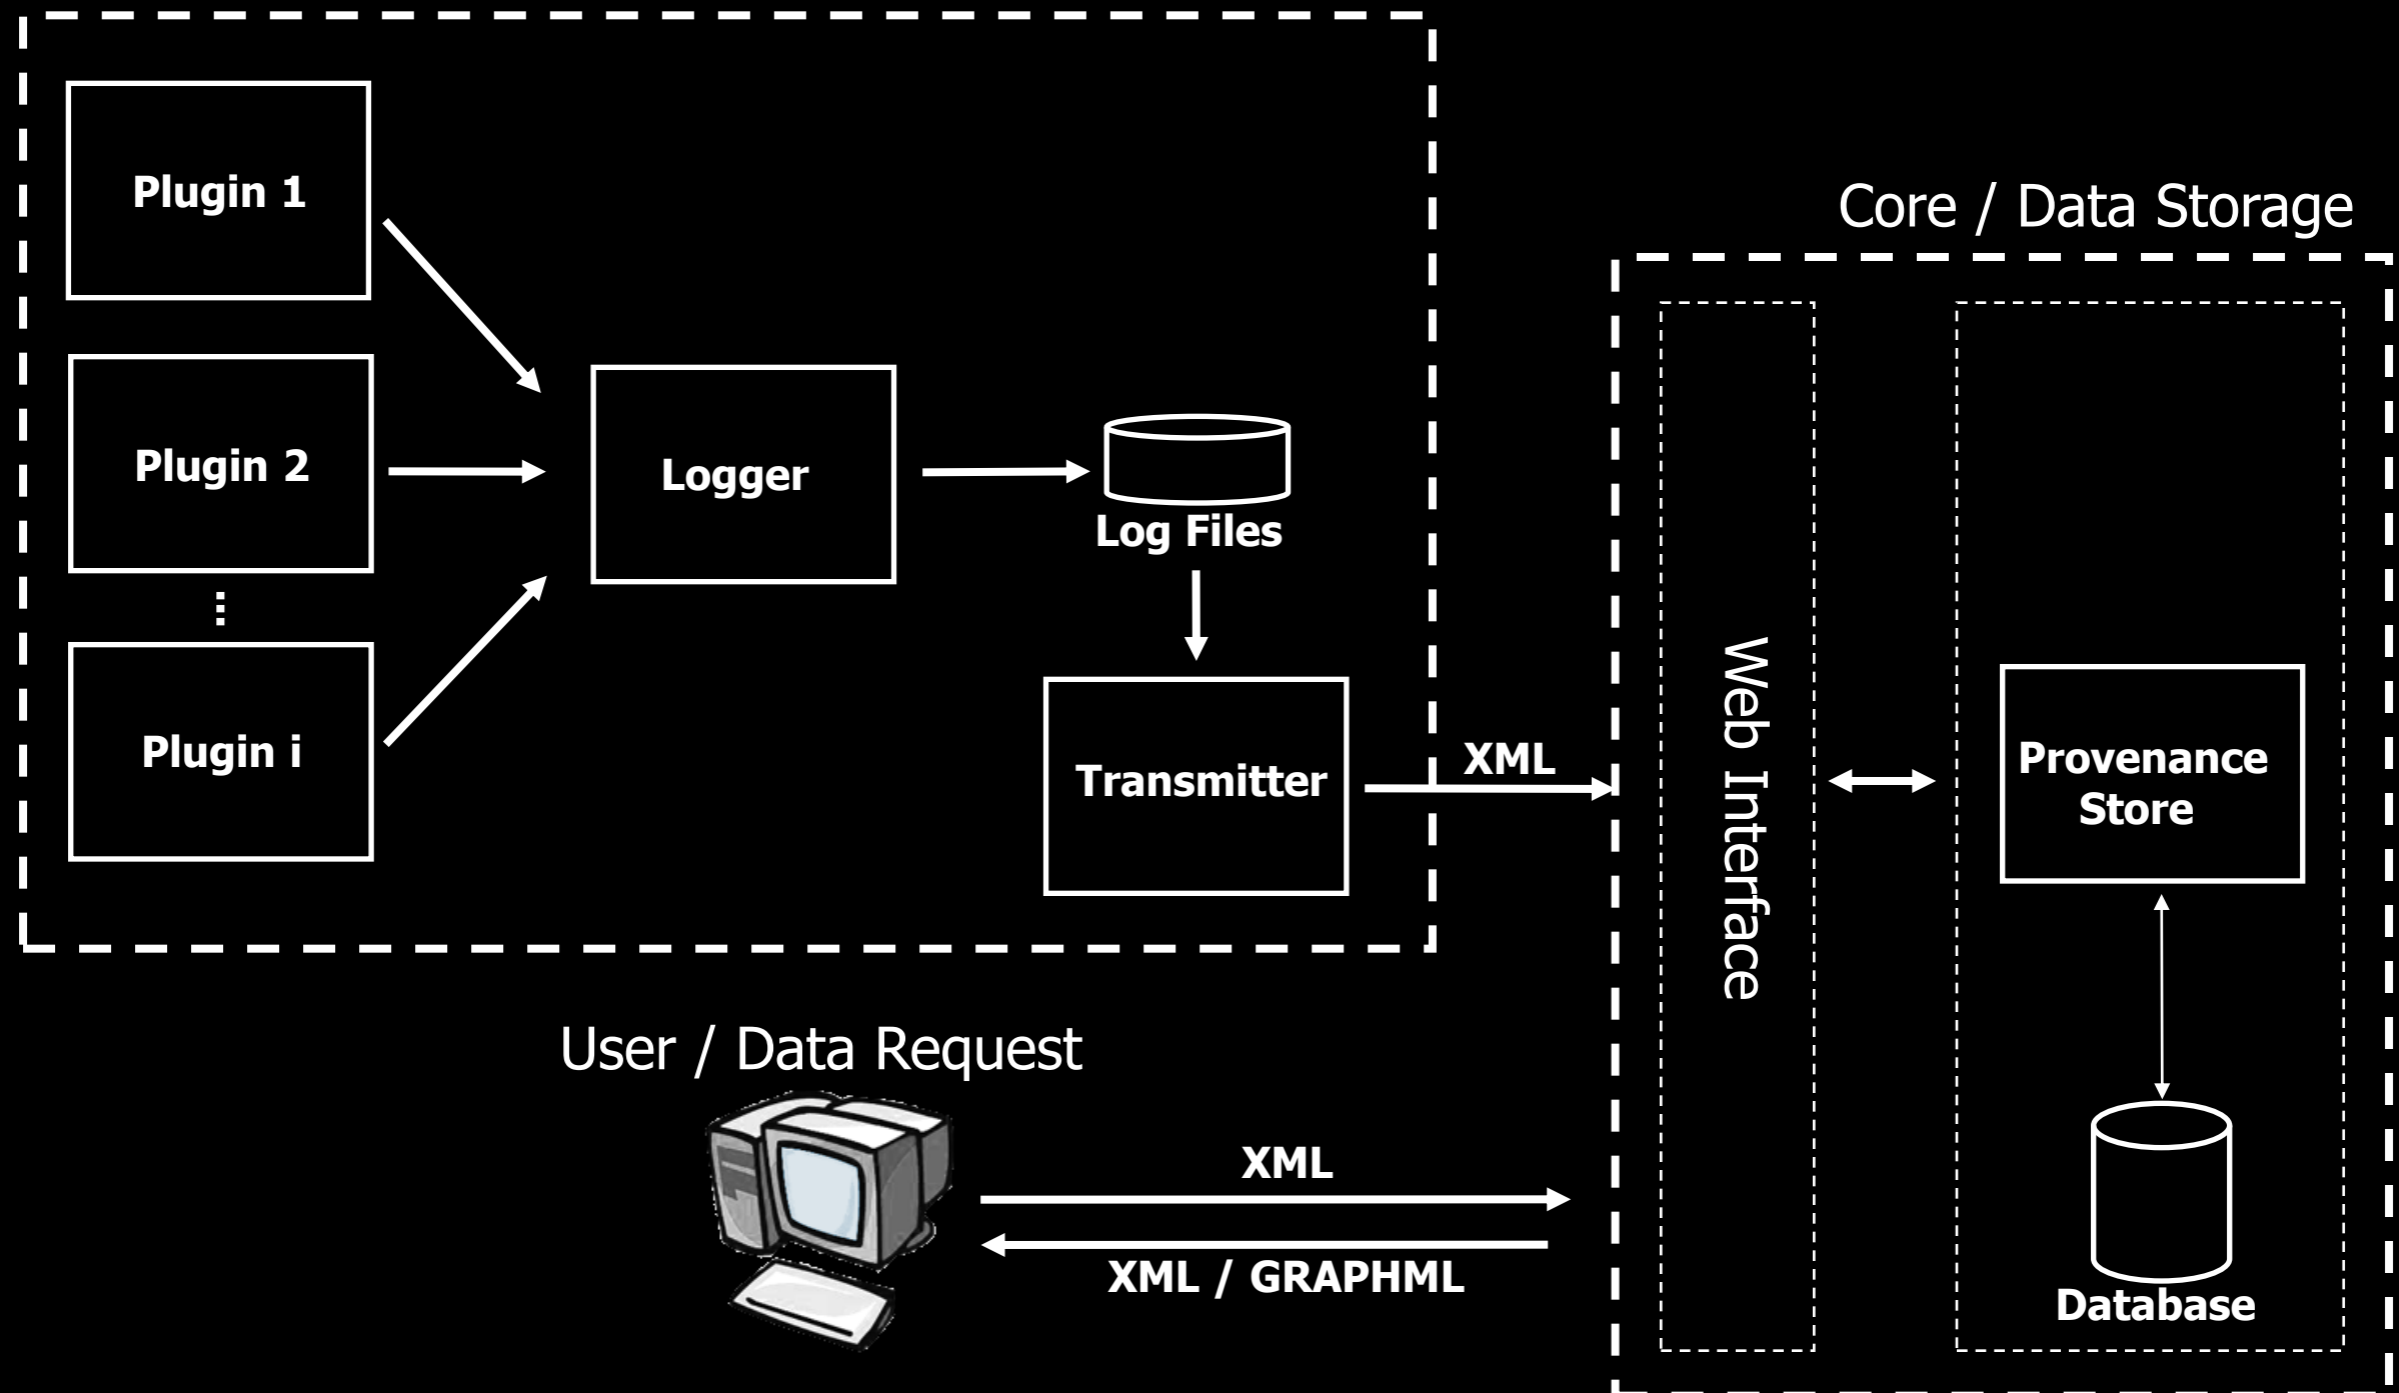 Plugin 1
Plugin 2
⋮
Plugin i
Logger
Log Files
Transmitter
XML
Core / Data Storage
Web Interface
Provenance
Store
Database
User / Data Request
XML
XML / GRAPHML